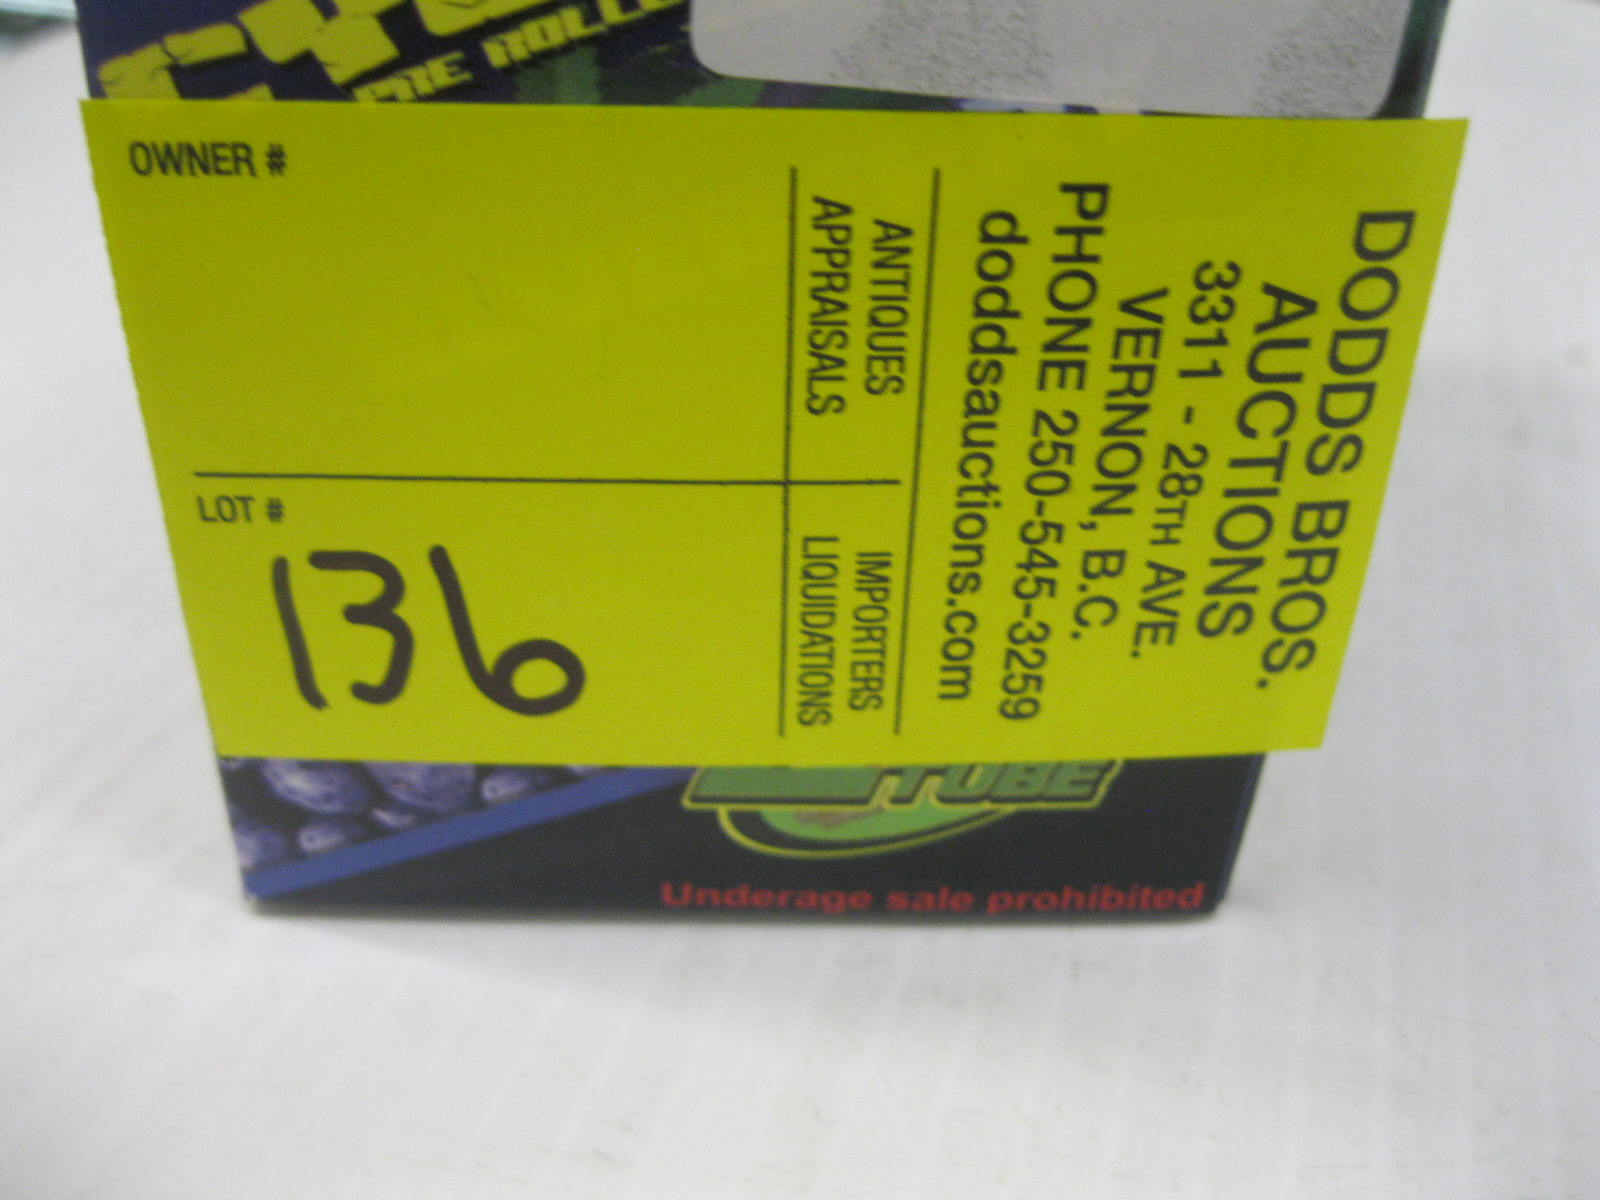 OWNER #
LOT #
136
ANTIQUES
APPRAISALS
IMPORTERS
LIQUIDATIONS
DODDS BROS.
AUCTIONS
3311 - 28TH AVE.
VERNON, B.C.
PHONE 250-545-3259
doddsauctions.com
TUBE
Underage sale prohibited